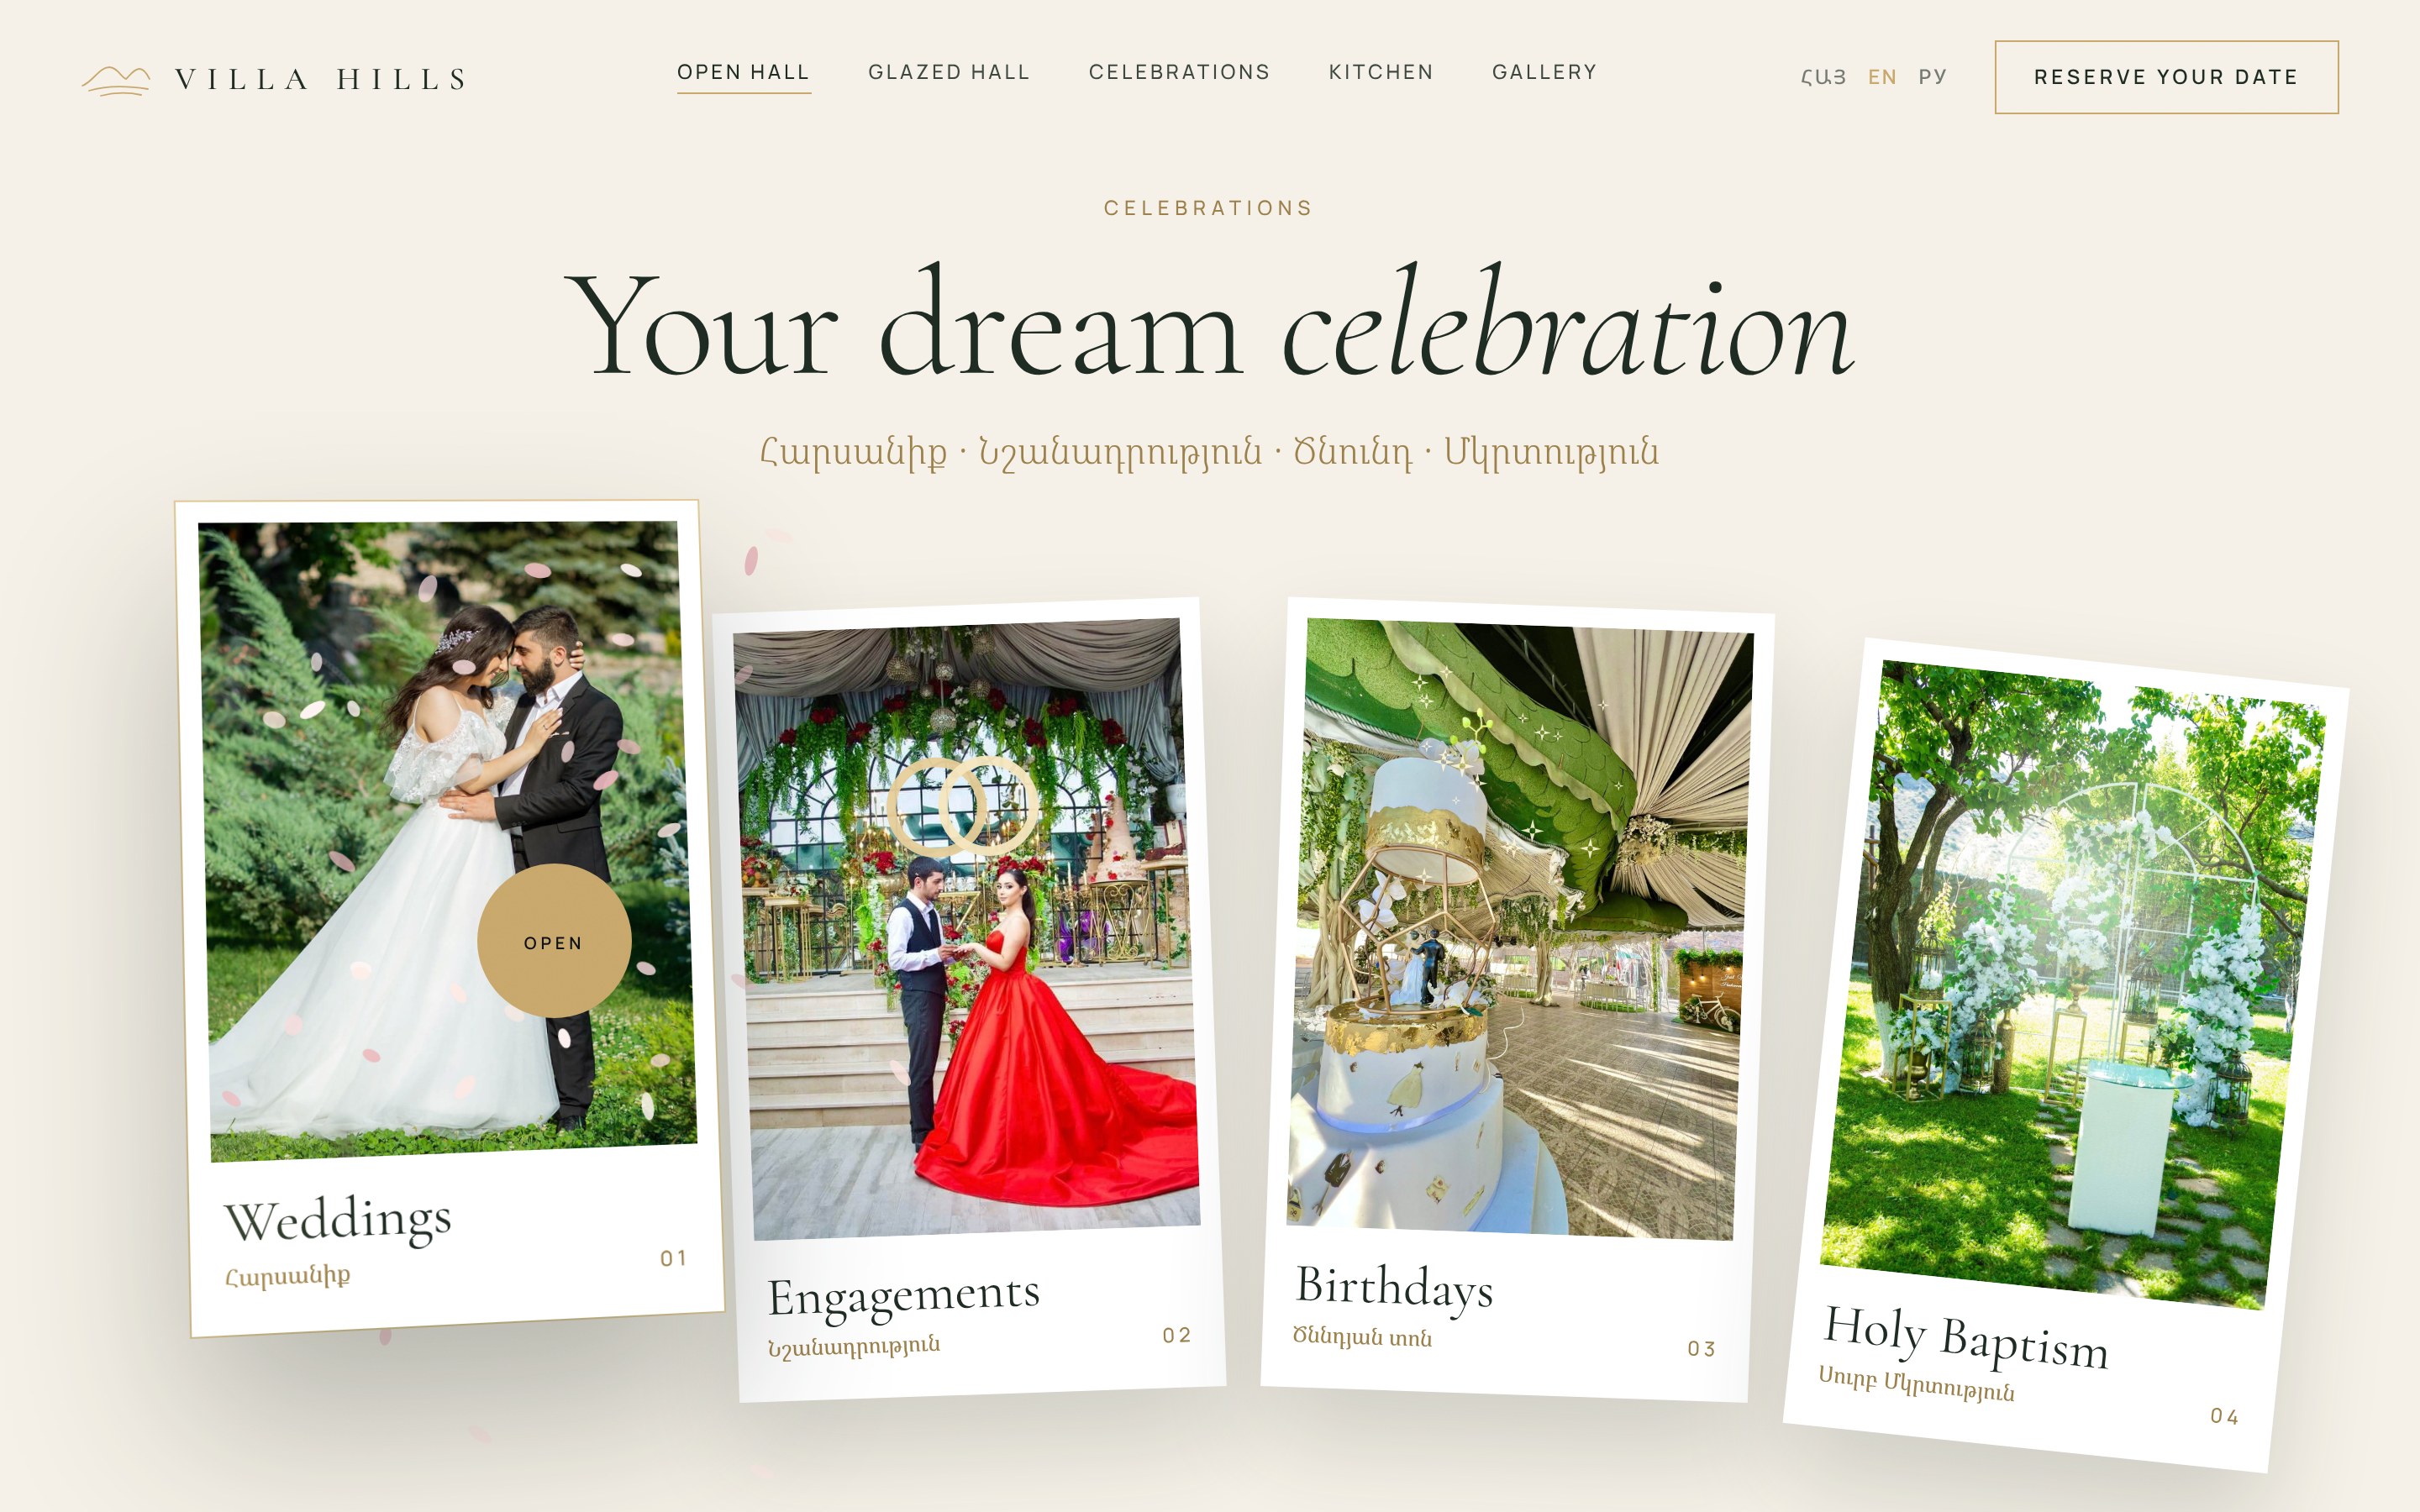 VILLA HILLS
OPEN HALL
GLAZED HALL
CELEBRATIONS
KITCHEN
GALLERY
ՀԱՅ EN РУ
RESERVE YOUR DATE
CELEBRATIONS
Your dream celebration
Հարսանիք · Նշանադրություն · Ծնունդ · Մկրտություն
OPEN
Weddings
Հարսանիք
01
Engagements
Նշանադրություն
02
Birthdays
Ծննդյան տոն
03
Holy Baptism
Սուրբ Մկրտություն
04